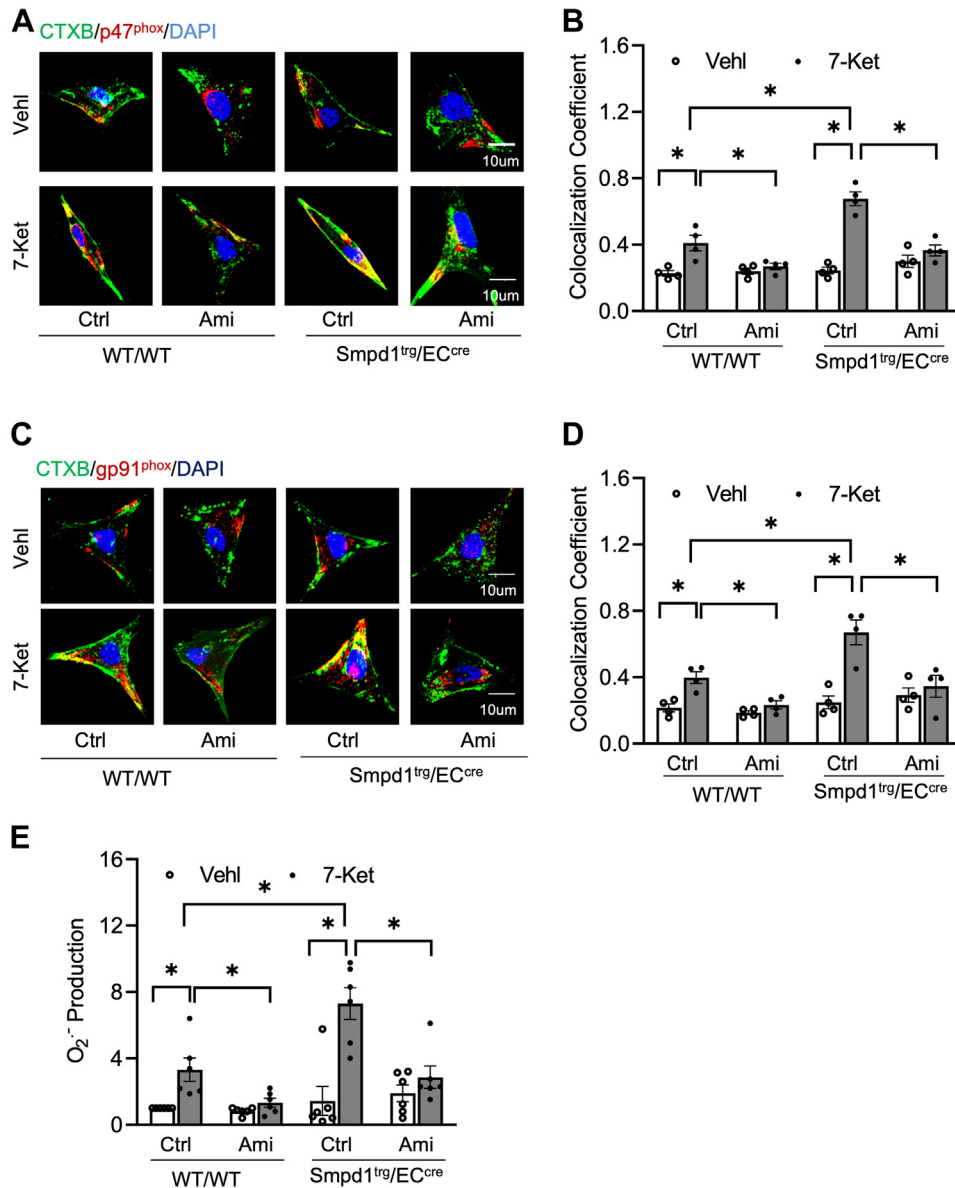 A
CTXB/p47phox/DAPI
Vehl
10um
7-Ket
10um
Ctrl Ami Ctrl Ami
WT/WT Smpd1trg/ECcre
B
Colocalization Coefficient
1.6
1.2
0.8
0.4
0.0
Vehl 7-Ket
* * * * *
Ctrl Ami Ctrl Ami
WT/WT Smpd1trg/ECcre
C
CTXB/gp91phox/DAPI
Vehl
10um
7-Ket
10um
Ctrl Ami Ctrl Ami
WT/WT Smpd1trg/ECcre
D
Colocalization Coefficient
1.6
1.2
0.8
0.4
0.0
Vehl 7-Ket
* * * * *
Ctrl Ami Ctrl Ami
WT/WT Smpd1trg/ECcre
E
O2·- Production
16
12
8
4
0
Vehl 7-Ket
* * * * *
Ctrl Ami Ctrl Ami
WT/WT Smpd1trg/ECcre